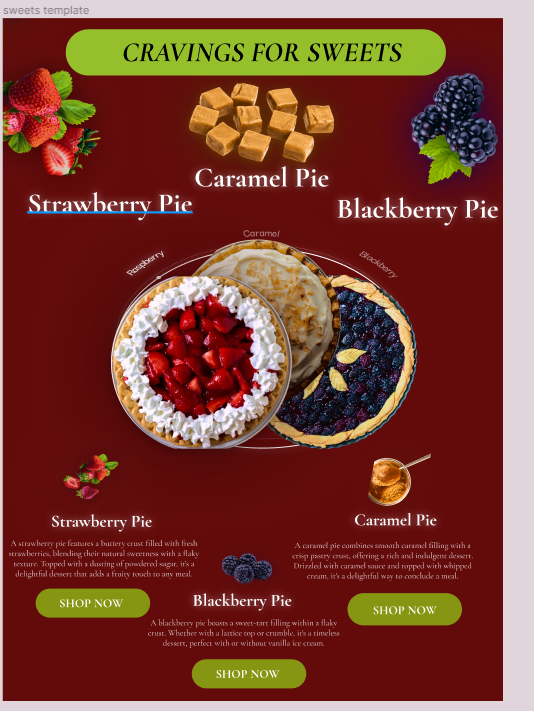 sweets template
CRAVINGS FOR SWEETS
Caramel Pie
Strawberry Pie
Blackberry Pie
Caramel
Raspberry
Blackberry
Strawberry Pie
A strawberry pie features a buttery crust filled with fresh
strawberries, blending their natural sweetness with a flaky
texture. Topped with a dusting of powdered sugar, it's a
delightful dessert that adds a fruity touch to any meal.
SHOP NOW
Caramel Pie
A caramel pie combines smooth caramel filling with a
crisp pastry crust, offering a rich and indulgent dessert.
Drizzled with caramel sauce and topped with whipped
cream, it's a delightful way to conclude a meal.
SHOP NOW
Blackberry Pie
A blackberry pie boasts a sweet-tart filling within a flaky
crust. Whether with a lattice top or crumble, it's a timeless
dessert, perfect with or without vanilla ice cream.
SHOP NOW